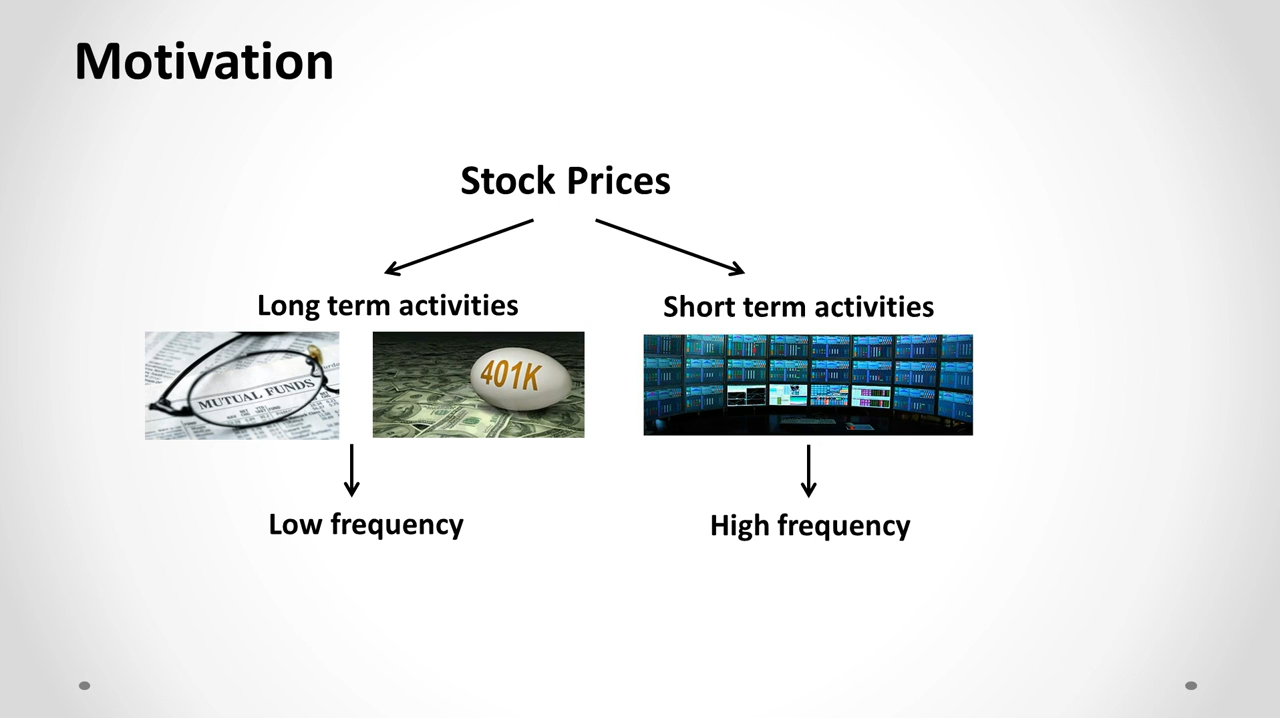 Motivation
Stock Prices
Long term activities
Short term activities
MUTUAL FUNDS
401K
Low frequency
High frequency